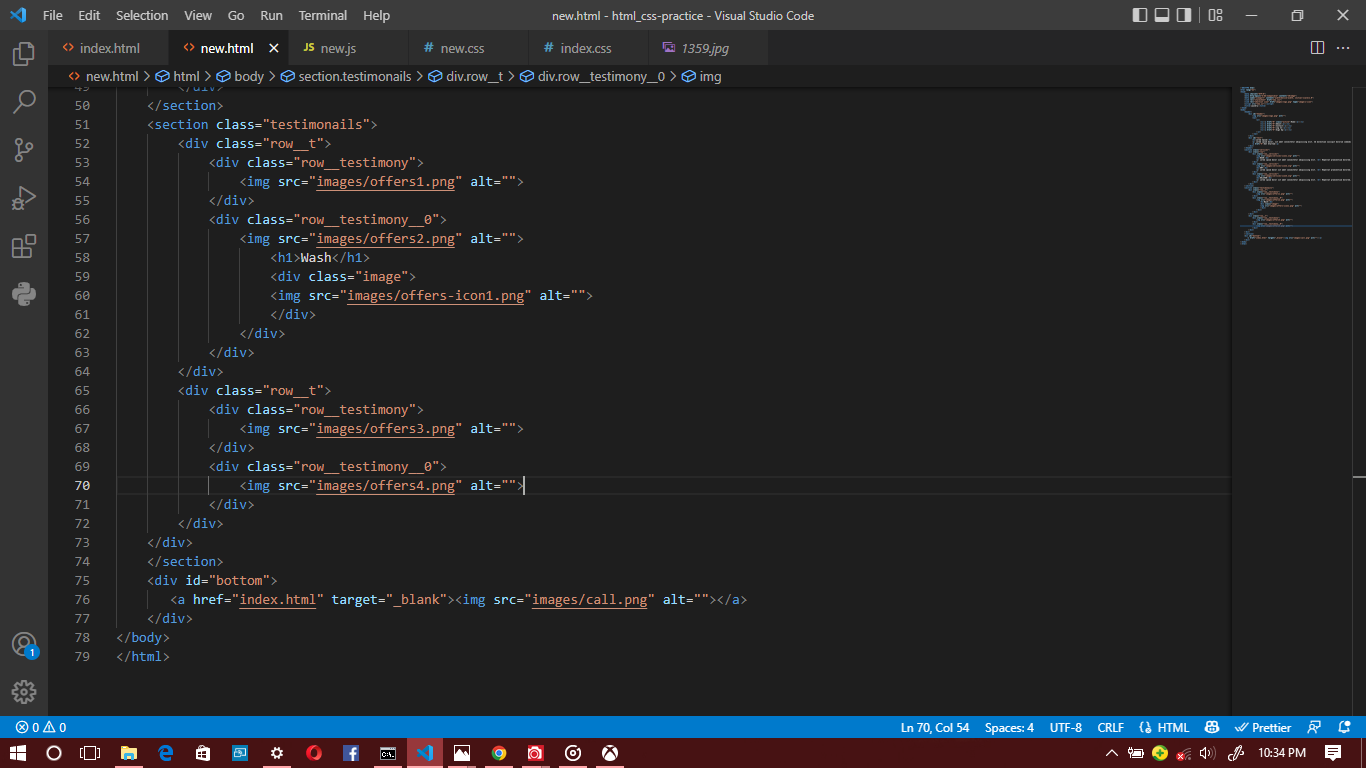 File Edit Selection View Go Run Terminal Help new.html - html_css-practice - Visual Studio Code
index.html new.html JS new.js # new.css # index.css 1359.jpg
new.html > html > body > section.testimonails > div.row__t > div.row__testimony__0 > img
49 </div>
50 </section>
51 <section class="testimonails">
52 <div class="row__t">
53 <div class="row__testimony">
54 <img src="images/offers1.png" alt="">
55 </div>
56 <div class="row__testimony__0">
57 <img src="images/offers2.png" alt="">
58 <h1>Wash</h1>
59 <div class="image">
60 <img src="images/offers-icon1.png" alt="">
61 </div>
62 </div>
63 </div>
64 </div>
65 <div class="row__t">
66 <div class="row__testimony">
67 <img src="images/offers3.png" alt="">
68 </div>
69 <div class="row__testimony__0">
70 <img src="images/offers4.png" alt="">
71 </div>
72 </div>
73 </div>
74 </section>
75 <div id="bottom">
76 <a href="index.html" target="_blank"><img src="images/call.png" alt=""></a>
77 </div>
78 </body>
79 </html>
1
0 0 Ln 70, Col 54 Spaces: 4 UTF-8 CRLF HTML Prettier
10:34 PM